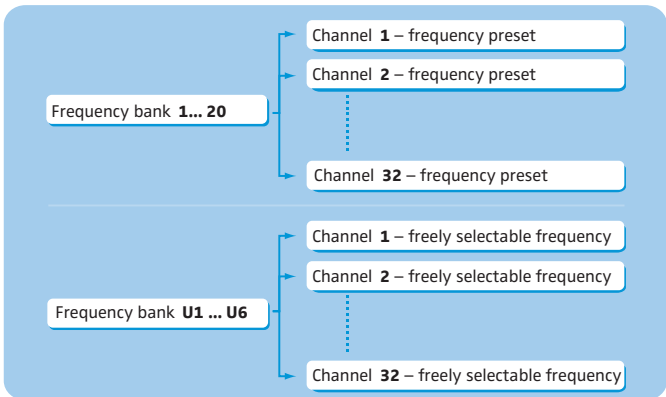 Channel 1 – frequency preset
Channel 2 – frequency preset
Frequency bank 1... 20
Channel 32 – frequency preset
Channel 1 – freely selectable frequency
Channel 2 – freely selectable frequency
Frequency bank U1 ... U6
Channel 32 – freely selectable frequency